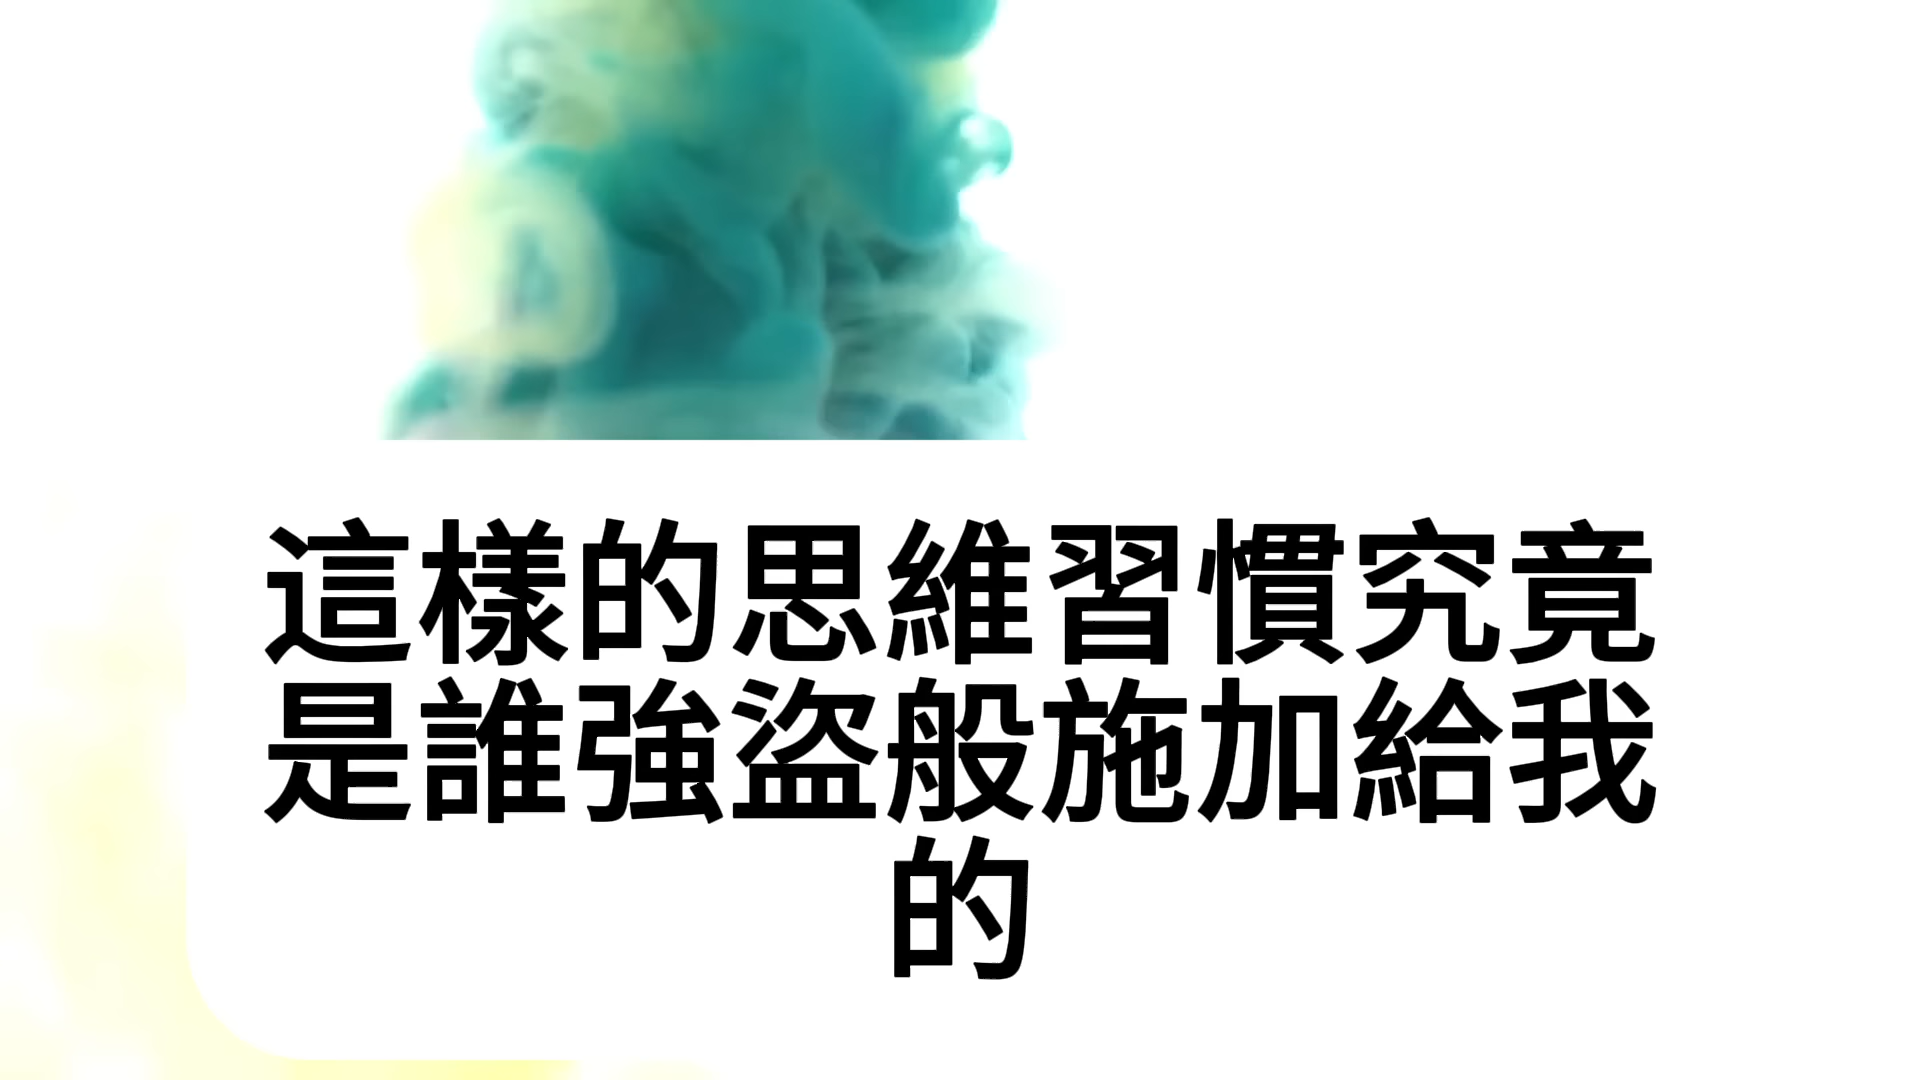 這樣的思維習慣究竟
是誰強盜般施加給我
的